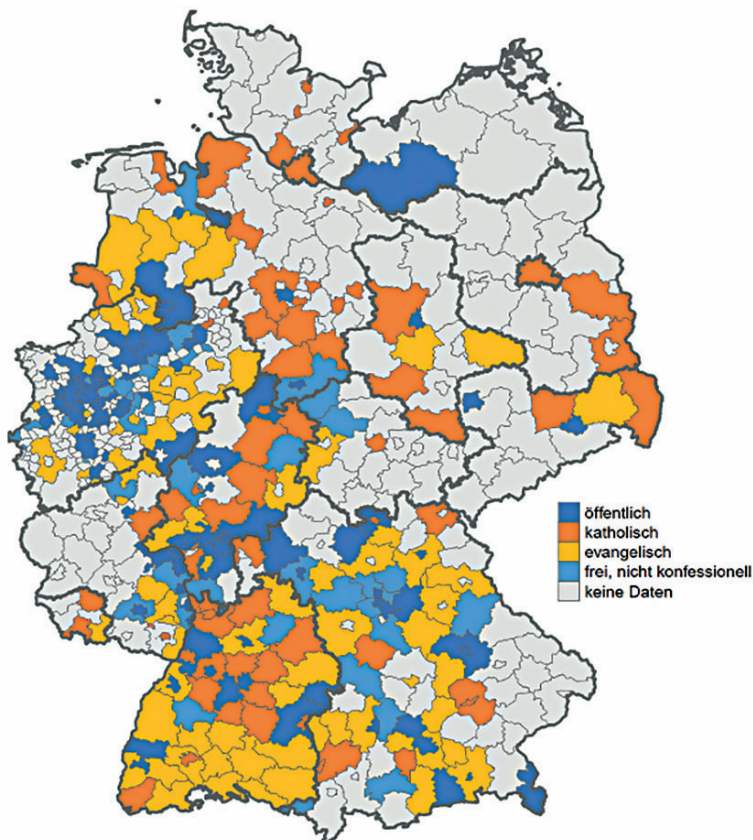 öffentlich
katholisch
evangelisch
frei, nicht konfessionell
keine Daten